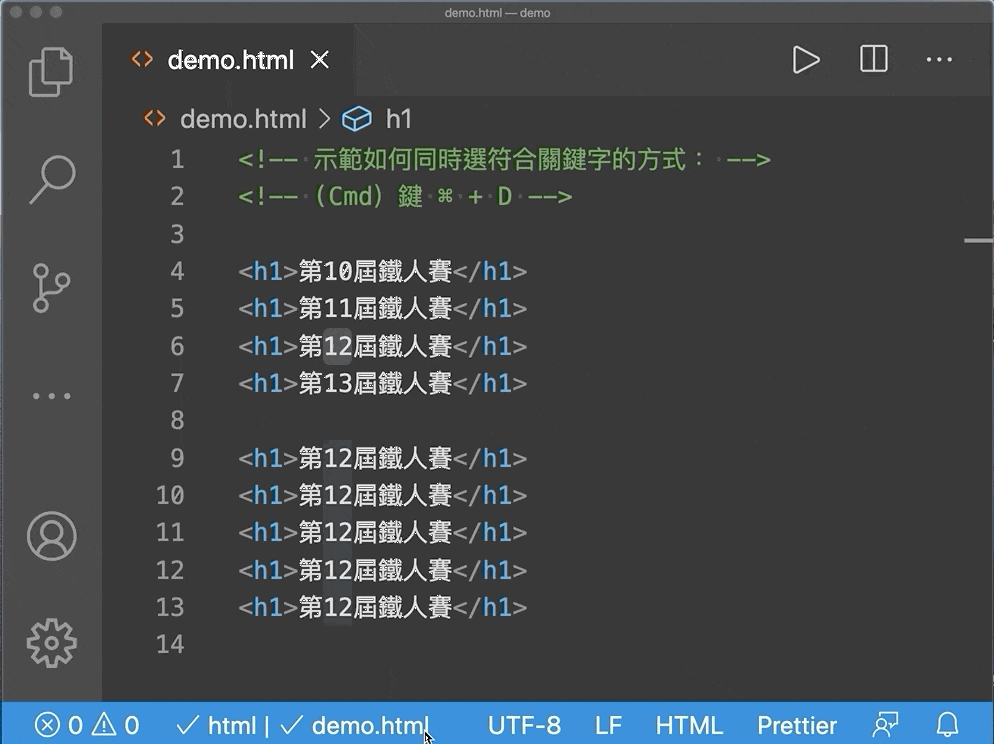 demo.html — demo
demo.html
demo.html > h1
1 <!-- 示範如何同時選符合關鍵字的方式： -->
2 <!-- (Cmd) 鍵 ⌘ + D -->
3
4 <h1>第10屆鐵人賽</h1>
5 <h1>第11屆鐵人賽</h1>
6 <h1>第12屆鐵人賽</h1>
7 <h1>第13屆鐵人賽</h1>
8
9 <h1>第12屆鐵人賽</h1>
10 <h1>第12屆鐵人賽</h1>
11 <h1>第12屆鐵人賽</h1>
12 <h1>第12屆鐵人賽</h1>
13 <h1>第12屆鐵人賽</h1>
14
0 0 html | demo.html UTF-8 LF HTML Prettier